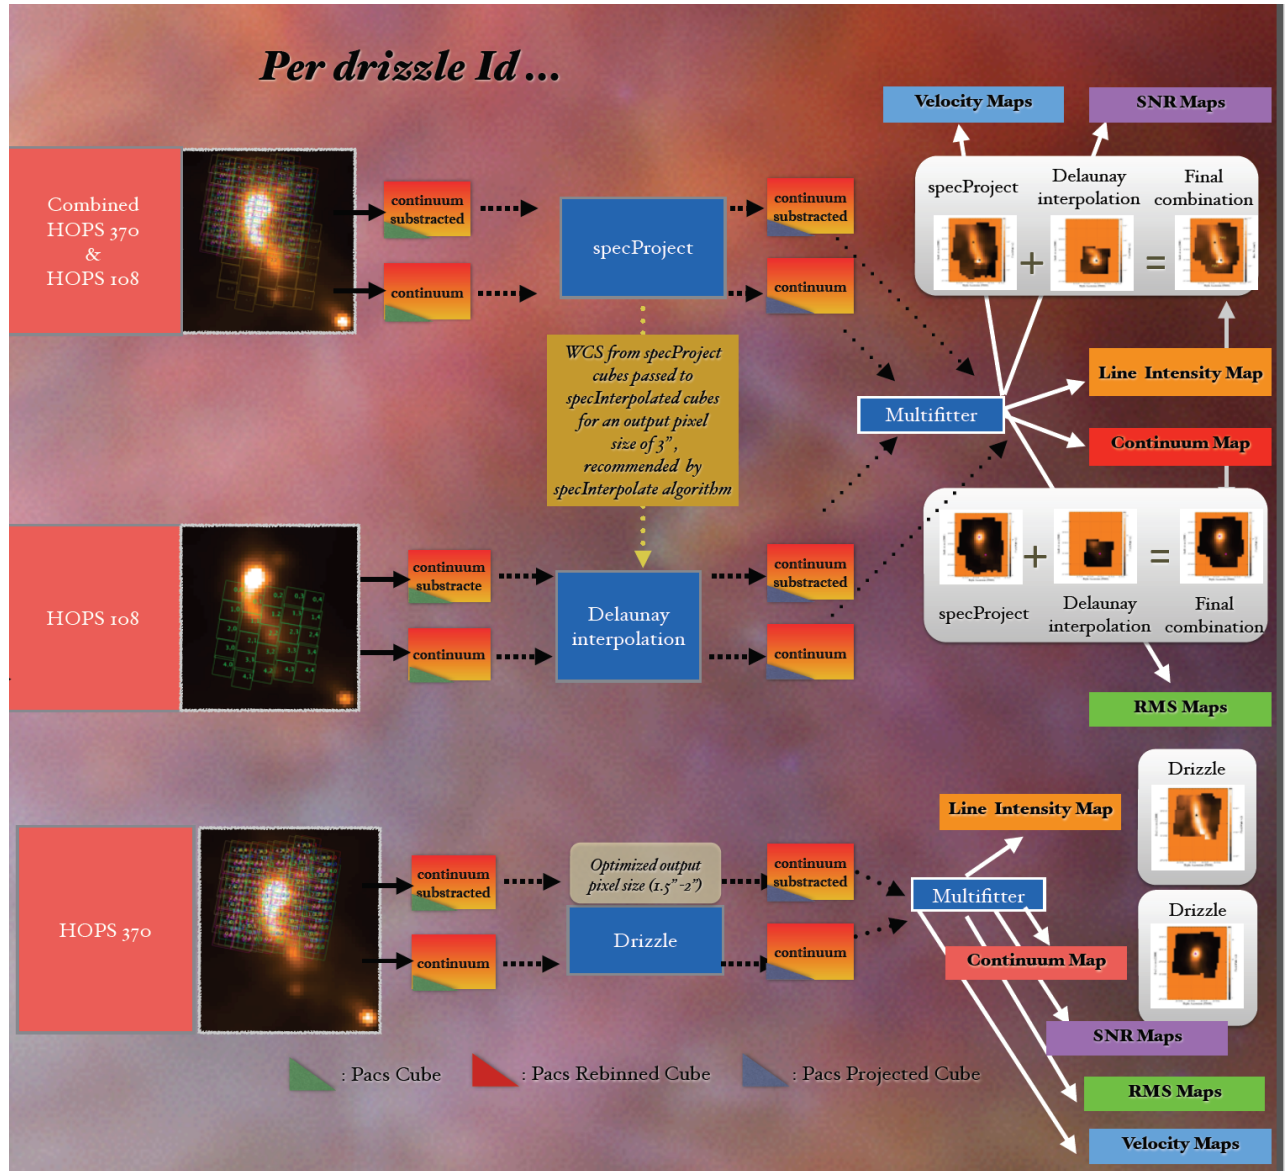 Per drizzle Id ...
Velocity Maps
SNR Maps
Combined
HOPS 370
&
HOPS 108
continuum
substracted
continuum
specProject
continuum
substracted
continuum
specProject
Delaunay
interpolation
Final
combination
+
=
WCS from specProject
cubes passed to
specInterpolated cubes
for an output pixel
size of 3",
recommended by
specInterpolate algorithm
Multifitter
Line Intensity Map
Continuum Map
HOPS 108
continuum
substracte
continuum
Delaunay
interpolation
continuum
substracted
continuum
+
=
specProject
Delaunay
interpolation
Final
combination
RMS Maps
HOPS 370
continuum
substracted
continuum
Optimized output
pixel size (1.5"-2")
Drizzle
continuum
substracted
continuum
Multifitter
Line Intensity Map
Continuum Map
Drizzle
Drizzle
SNR Maps
RMS Maps
Velocity Maps
: Pacs Cube
: Pacs Rebinned Cube
: Pacs Projected Cube